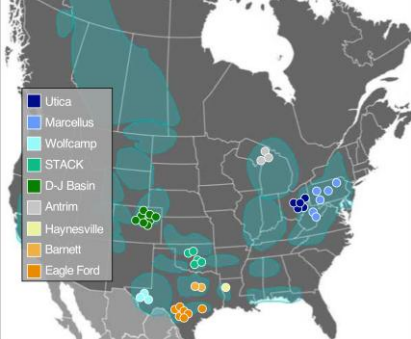 Utica
Marcellus
Wolfcamp
STACK
D-J Basin
Antrim
Haynesville
Barnett
Eagle Ford